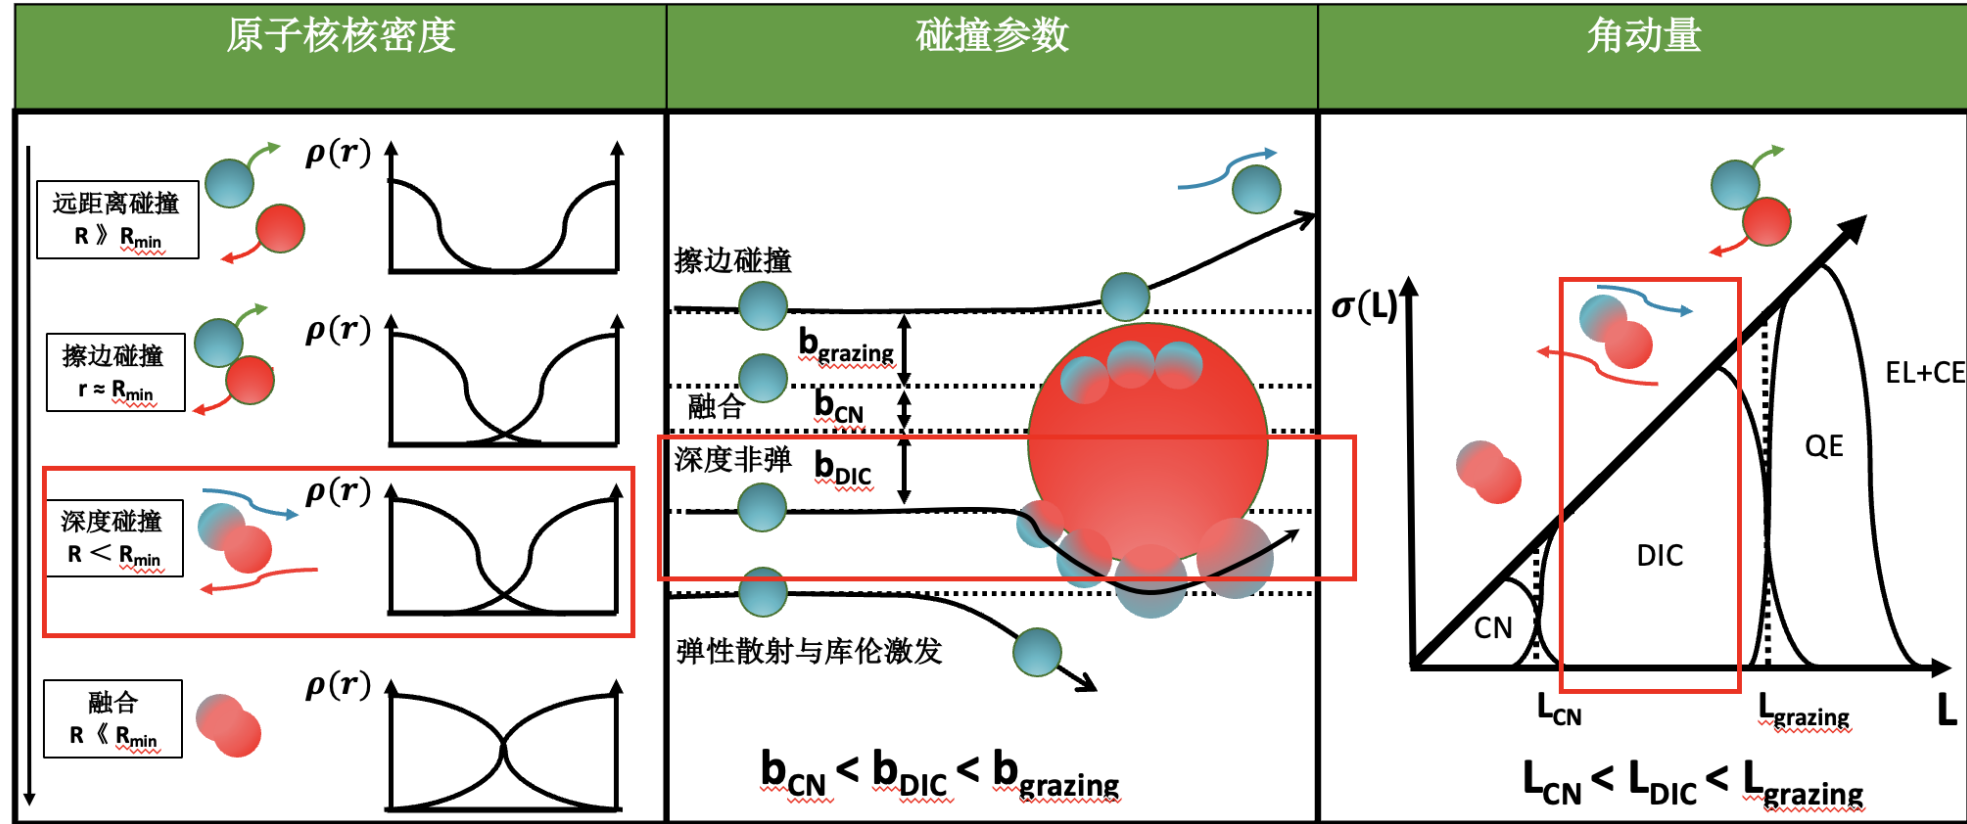 原子核核密度
碰撞参数
角动量
远距离碰撞
R 》 Rmin
ρ(r)
擦边碰撞
r ≈ Rmin
ρ(r)
深度碰撞
R < Rmin
ρ(r)
融合
R 《 Rmin
ρ(r)
擦边碰撞
bgrazing
融合
bCN
深度非弹
bDIC
弹性散射与库伦激发
bCN < bDIC < bgrazing
σ(L)
EL+CE
QE
DIC
CN
LCN
Lgrazing
L
LCN < LDIC < Lgrazing